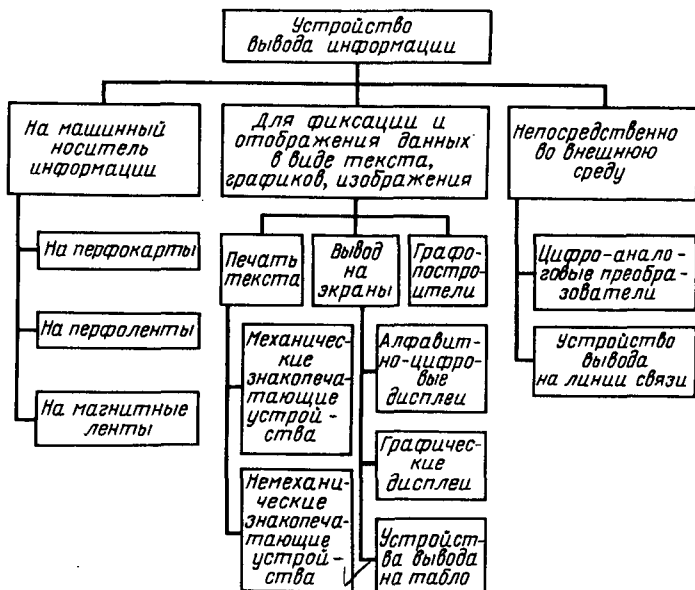 Устройство
вывода информации
На машинный
носитель
информации
На перфокарты
На перфоленты
На магнитные
ленты
Для фиксации и
отображения данных
в виде текста,
графиков, изображения
Печать
текста
Механичес-
кие
знакопеча-
тающие
устрой-
ства
Немехани-
ческие
знакопеча-
тающие
устрой-
ства
Вывод
на
экраны
Алфавит-
но-цифро-
вые
дисплеи
Графичес-
кие
дисплеи
Устройст-
ва вывода
на табло
Графо-
постро-
ители
Непосредственно
во внешнюю
среду
Цифро-анало-
говые преобра-
зователи
Устройство
вывода
на линии связи